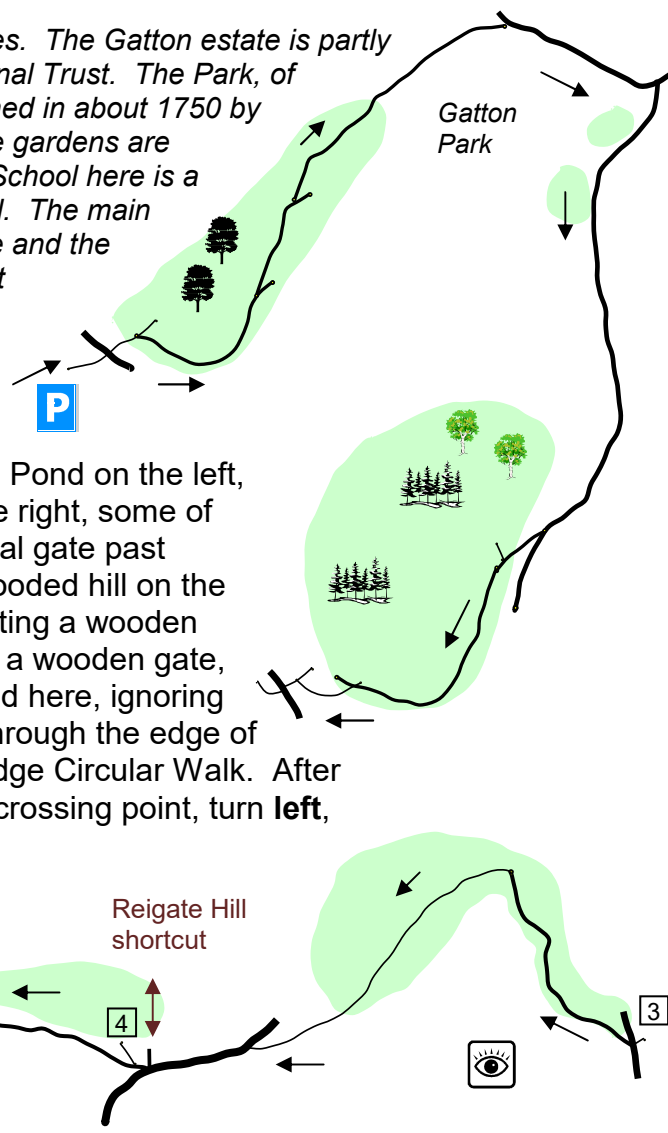 es. The Gatton estate is partly
nal Trust. The Park, of
ned in about 1750 by
e gardens are
School here is a
l. The main
e and the
t
Gatton
Park
P
Pond on the left,
e right, some of
al gate past
ooded hill on the
ting a wooden
a wooden gate,
d here, ignoring
hrough the edge of
dge Circular Walk. After
crossing point, turn left,
Reigate Hill
shortcut
4
3